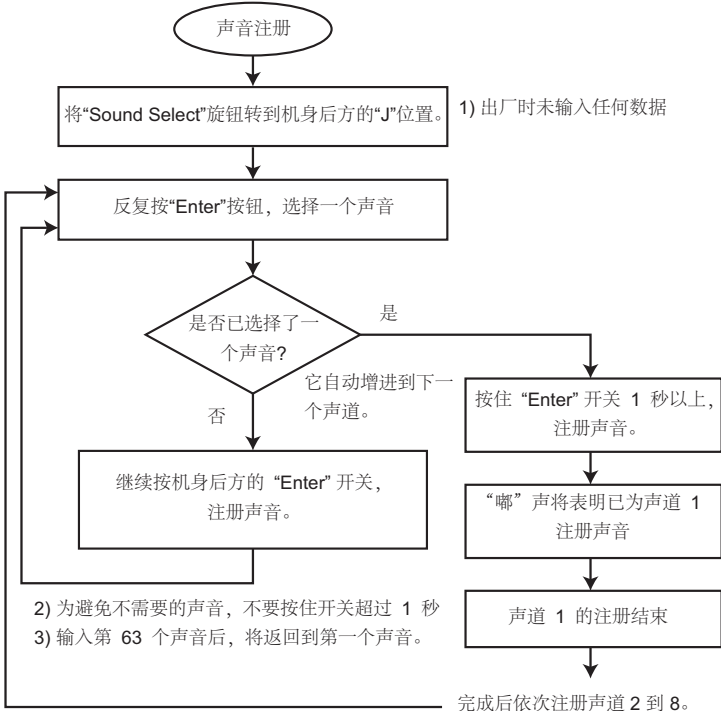 声音注册
将“Sound Select”旋钮转到机身后方的“J”位置。
1) 出厂时未输入任何数据
反复按“Enter”按钮，选择一个声音
是否已选择了一
个声音?
是
它自动增进到下一
个声道。
否
按住 “Enter” 开关 1 秒以上，
注册声音。
继续按机身后方的 “Enter” 开关，
注册声音。
“嘟” 声将表明已为声道 1
注册声音
2) 为避免不需要的声音，不要按住开关超过 1 秒
3) 输入第 63 个声音后，将返回到第一个声音。
声道 1 的注册结束
完成后依次注册声道 2 到 8。